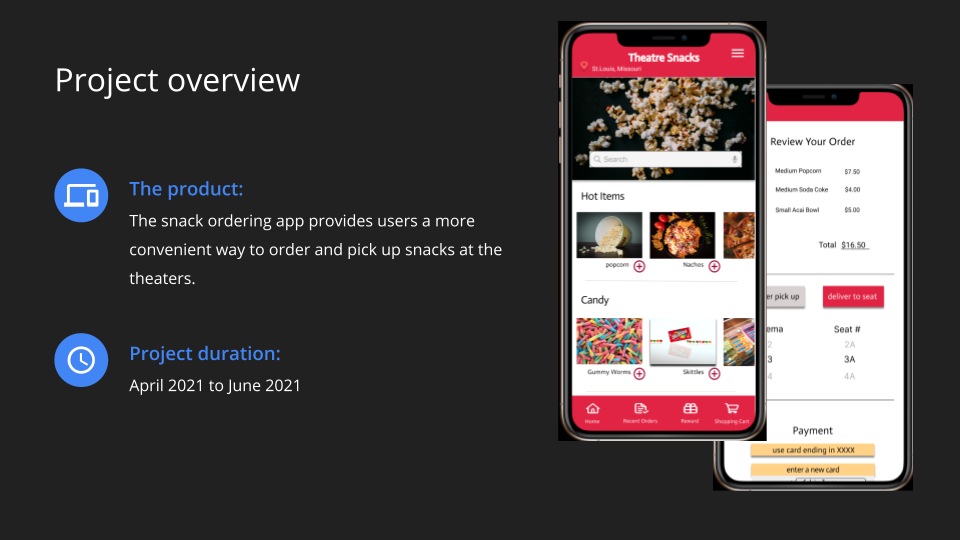 Project overview
The product:
The snack ordering app provides users a more
convenient way to order and pick up snacks at the
theaters.
Project duration:
April 2021 to June 2021
Theatre Snacks
St.Louis, Missouri
Search
Hot Items
popcorn
Nachos
Candy
Gummy Worms
Skittles
Home
Recent Orders
Reward
Shopping Cart
Review Your Order
Medium Popcorn $7.50
Medium Soda Coke $4.00
Small Acai Bowl $5.00
Total $16.50
er pick up
deliver to seat
ema Seat #
2 2A
3 3A
4 4A
Payment
use card ending in XXXX
enter a new card